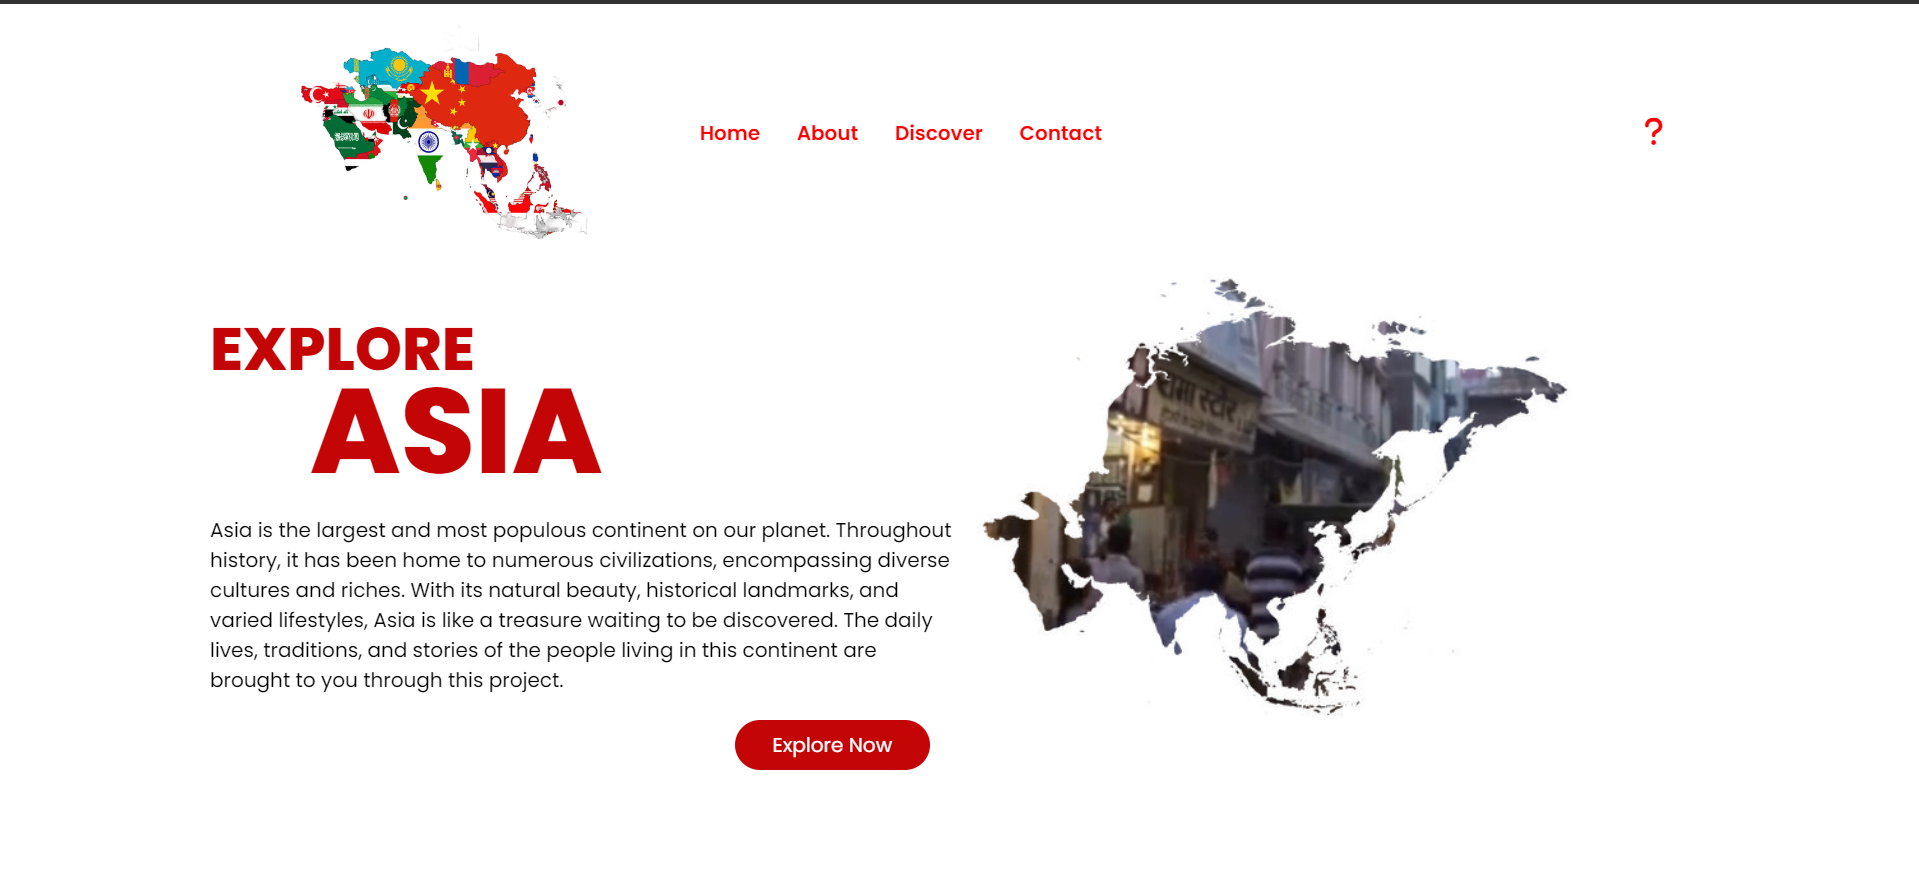 Home About Discover Contact ?
EXPLORE
ASIA
Asia is the largest and most populous continent on our planet. Throughout
history, it has been home to numerous civilizations, encompassing diverse
cultures and riches. With its natural beauty, historical landmarks, and
varied lifestyles, Asia is like a treasure waiting to be discovered. The daily
lives, traditions, and stories of the people living in this continent are
brought to you through this project.
Explore Now
स्टोर